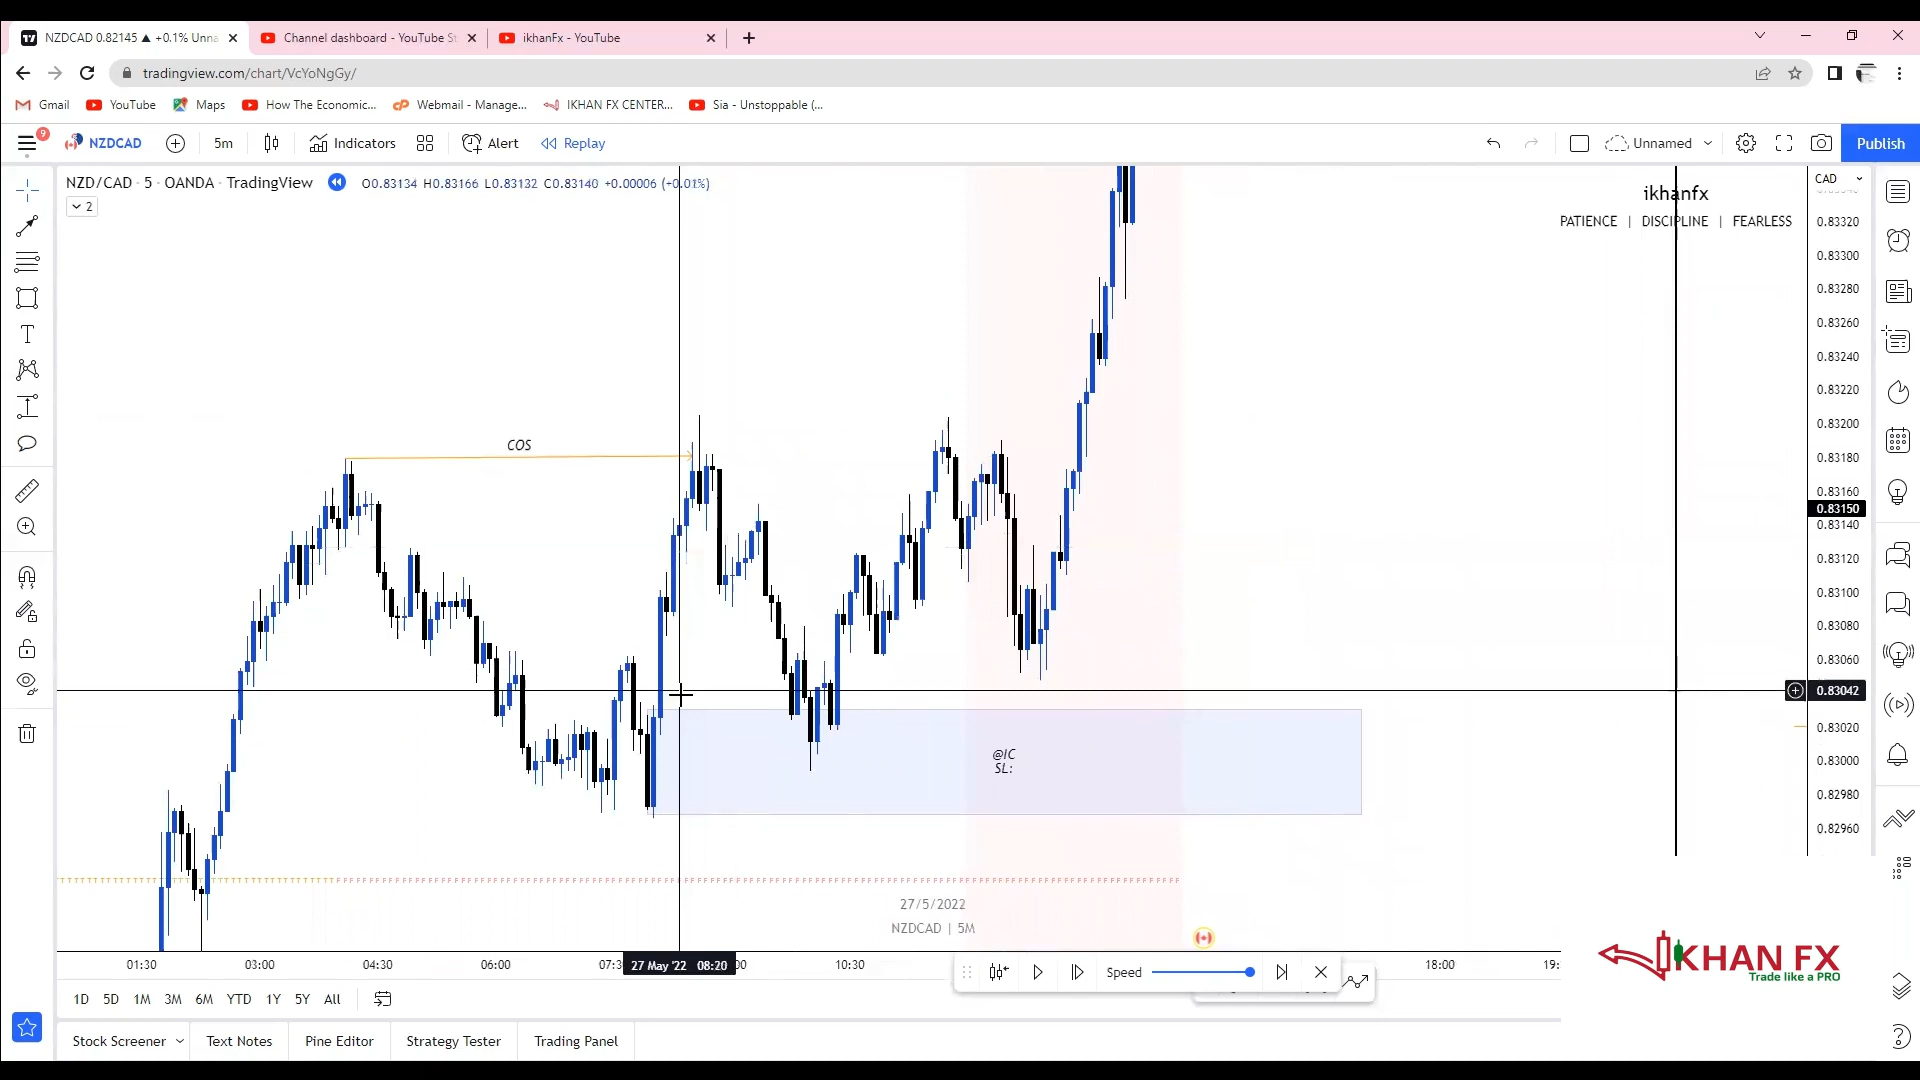 NZDCAD 0.82145 ▲ +0.1% Unna
Channel dashboard - YouTube St
ikhanFx - YouTube
tradingview.com/chart/VcYoNgGy/
Gmail
YouTube
Maps
How The Economic...
Webmail - Manage...
IKHAN FX CENTER...
Sia - Unstoppable (...
9
NZDCAD
5m
Indicators
Alert
Replay
Unnamed
Publish
NZD/CAD · 5 · OANDA · TradingView
O0.83134 H0.83166 L0.83132 C0.83140 +0.00006 (+0.01%)
2
CAD
ikhanfx
PATIENCE | DISCIPLINE | FEARLESS
0.83320
0.83300
0.83280
0.83260
0.83240
0.83220
0.83200
0.83180
0.83160
0.83150
0.83140
0.83120
0.83100
0.83080
0.83060
0.83042
0.83020
0.83000
0.82980
0.82960
COS
@IC
SL:
27/5/2022
NZDCAD | 5M
01:30
03:00
04:30
06:00
07:3
27 May '22 08:20
00
10:30
18:00
19:
Speed
KHAN FX
Trade like a PRO
1D 5D 1M 3M 6M YTD 1Y 5Y All
Stock Screener
Text Notes
Pine Editor
Strategy Tester
Trading Panel